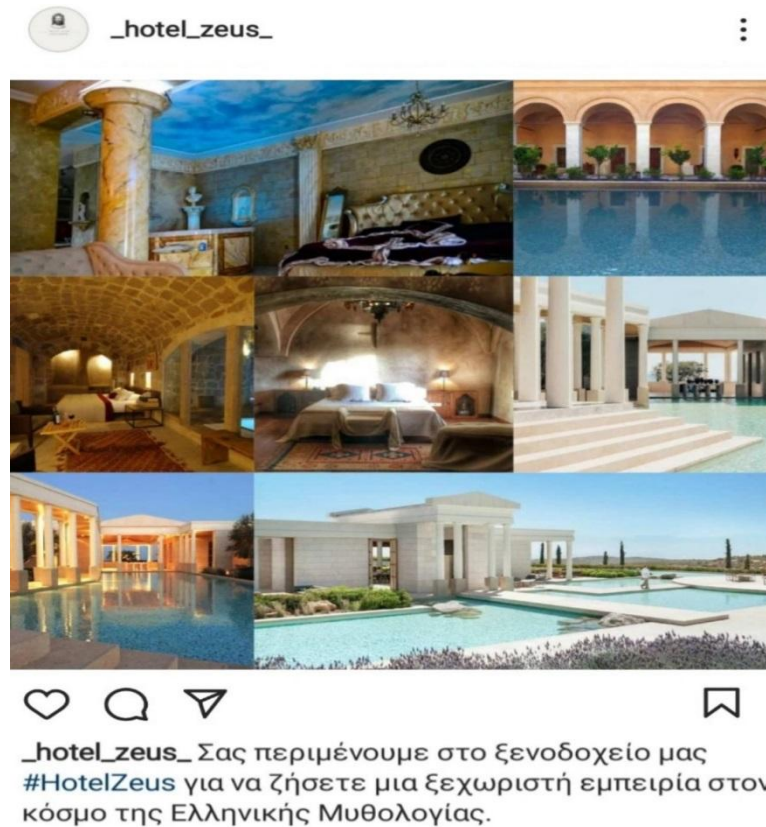 _hotel_zeus_
_hotel_zeus_ Σας περιμένουμε στο ξενοδοχείο μας
#HotelZeus για να ζήσετε μια ξεχωριστή εμπειρία στον
κόσμο της Ελληνικής Μυθολογίας.